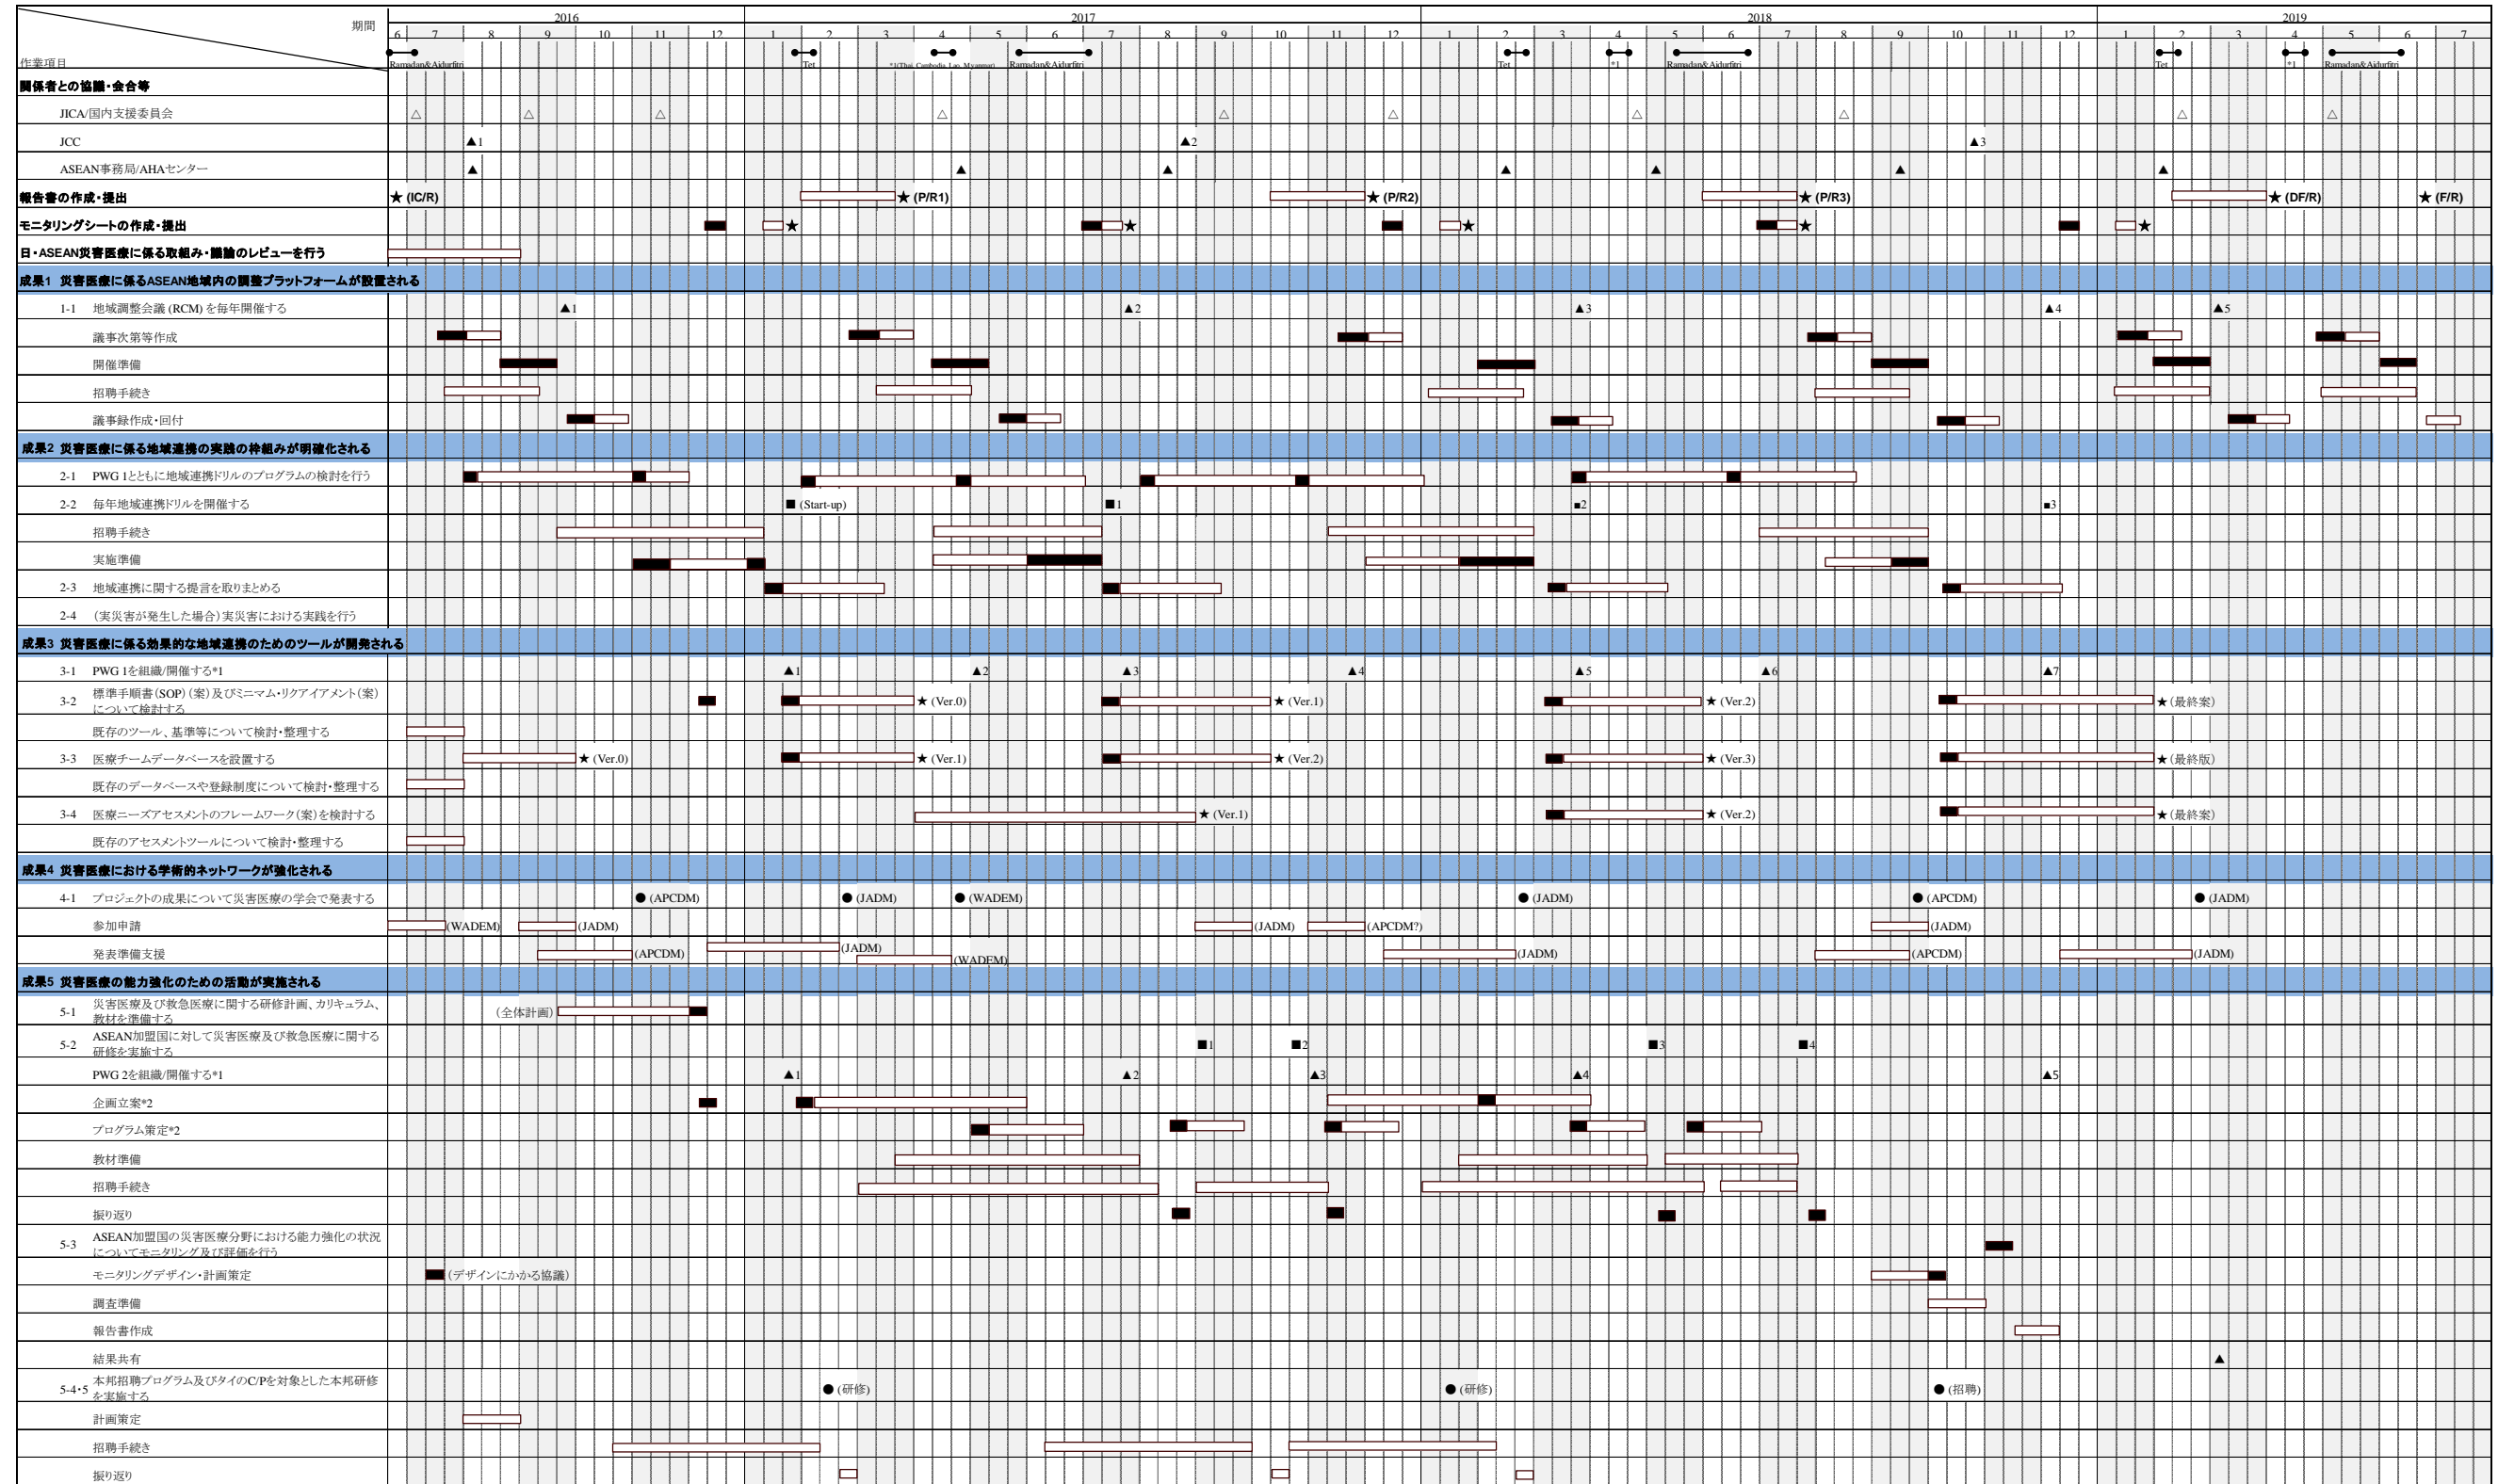 期間
2016 2017 2018 2019
6 7 8 9 10 11 12 1 2 3 4 5 6 7 8 9 10 11 12 1 2 3 4 5 6 7 8 9 10 11 12 1 2 3 4 5 6 7
作業項目
Ramadan&Aidurfitri Tet *1(Thai, Cambodia, Lao, Myanmar) Ramadan&Aidurfitri Tet *1 Ramadan&Aidurfitri Tet *1 Ramadan&Aidurfitri
関係者との協議・会合等
JICA/国内支援委員会 △ △ △ △ △ △ △ △ △ △
JCC ▲1 ▲2 ▲3
ASEAN事務局/AHAセンター ▲ ▲ ▲ ▲ ▲ ▲ ▲
報告書の作成・提出 ★(IC/R) ★(P/R1) ★(P/R2) ★(P/R3) ★(DF/R) ★(F/R)
モニタリングシートの作成・提出 ★ ★ ★ ★ ★
日・ASEAN災害医療に係る取組み・議論のレビューを行う
成果1 災害医療に係るASEAN地域内の調整プラットフォームが設置される
1-1 地域調整会議 (RCM) を毎年開催する ▲1 ▲2 ▲3 ▲4 ▲5
議事次第等作成
開催準備
招聘手続き
議事録作成・回付
成果2 災害医療に係る地域連携の実践の枠組みが明確化される
2-1 PWG 1とともに地域連携ドリルのプログラムの検討を行う
2-2 毎年地域連携ドリルを開催する ■(Start-up) ■1 ■2 ■3
招聘手続き
実施準備
2-3 地域連携に関する提言を取りまとめる
2-4 (実災害が発生した場合)実災害における実践を行う
成果3 災害医療に係る効果的な地域連携のためのツールが開発される
3-1 PWG 1を組織/開催する*1 ▲1 ▲2 ▲3 ▲4 ▲5 ▲6 ▲7
3-2 標準手順書(SOP)(案)及びミニマム・リクアイアメント(案)
について検討する ★(Ver.0) ★(Ver.1) ★(Ver.2) ★(最終案)
既存のツール、基準等について検討・整理する
3-3 医療チームデータベースを設置する ★(Ver.0) ★(Ver.1) ★(Ver.2) ★(Ver.3) ★(最終版)
既存のデータベースや登録制度について検討・整理する
3-4 医療ニーズアセスメントのフレームワーク(案)を検討する ★(Ver.1) ★(Ver.2) ★(最終案)
既存のアセスメントツールについて検討・整理する
成果4 災害医療における学術的ネットワークが強化される
4-1 プロジェクトの成果について災害医療の学会で発表する ●(APCDM) ●(JADM) ●(WADEM) ●(JADM) ●(APCDM) ●(JADM)
参加申請 (WADEM) (JADM) (JADM) (APCDM?) (JADM)
発表準備支援 (APCDM) (JADM) (WADEM) (JADM) (APCDM) (JADM)
成果5 災害医療の能力強化のための活動が実施される
5-1 災害医療及び救急医療に関する研修計画、カリキュラム、
教材を準備する (全体計画)
5-2 ASEAN加盟国に対して災害医療及び救急医療に関する
研修を実施する ■1 ■2 ■3 ■4
PWG 2を組織/開催する*1 ▲1 ▲2 ▲3 ▲4 ▲5
企画立案*2
プログラム策定*2
教材準備
招聘手続き
振り返り
5-3 ASEAN加盟国の災害医療分野における能力強化の状況
についてモニタリング及び評価を行う
モニタリングデザイン・計画策定 (デザインにかかる協議)
調査準備
報告書作成
結果共有 ▲
5-4・5 本邦招聘プログラム及びタイのC/Pを対象とした本邦研修
を実施する ●(研修) ●(研修) ●(招聘)
計画策定
招聘手続き
振り返り